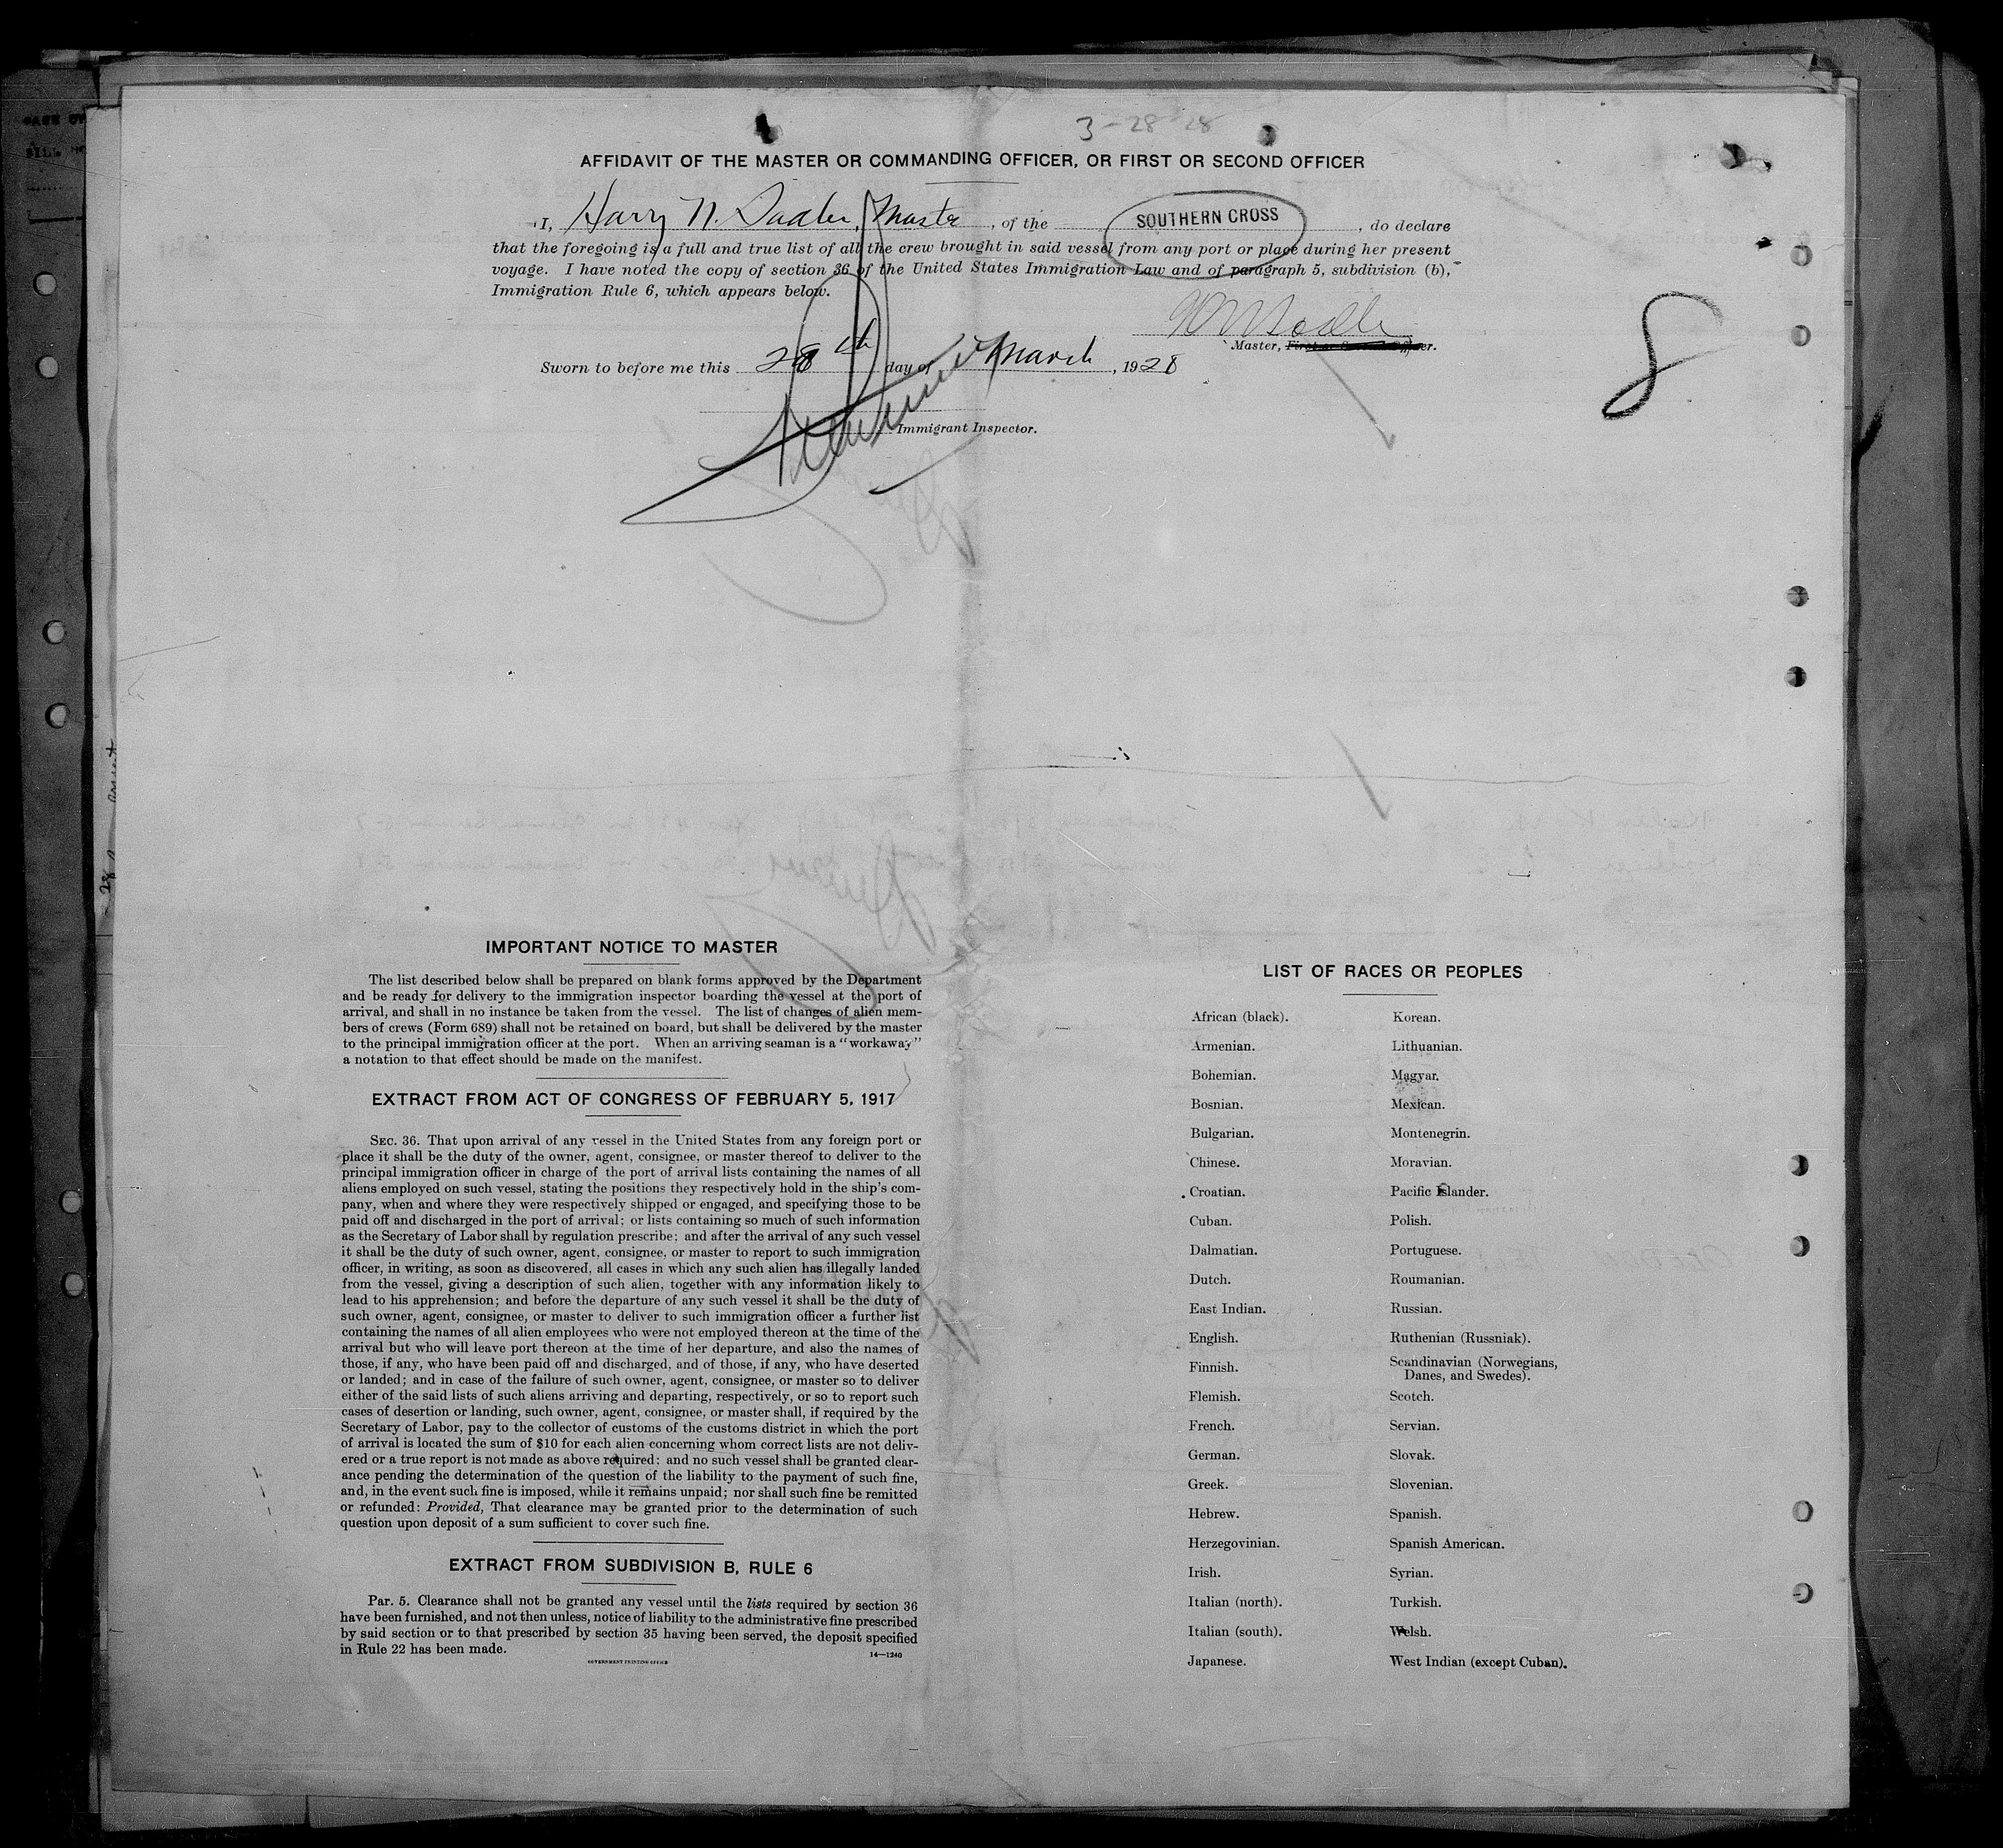 3-28-28
AFFIDAVIT OF THE MASTER OR COMMANDING OFFICER, OR FIRST OR SECOND OFFICER
I, Harry N. Sadler, Master, of the SOUTHERN CROSS, do declare
that the foregoing is a full and true list of all the crew brought in said vessel from any port or place during her present
voyage. I have noted the copy of section 36 of the United States Immigration Law and of paragraph 5, subdivision (b),
Immigration Rule 6, which appears below.
Master, First or Second Officer.
Sworn to before me this 28th day of March, 1928
Immigrant Inspector.
8
IMPORTANT NOTICE TO MASTER
The list described below shall be prepared on blank forms approved by the Department
and be ready for delivery to the immigration inspector boarding the vessel at the port of
arrival, and shall in no instance be taken from the vessel. The list of changes of alien mem-
bers of crews (Form 689) shall not be retained on board, but shall be delivered by the master
to the principal immigration officer at the port. When an arriving seaman is a "workaway"
a notation to that effect should be made on the manifest.
EXTRACT FROM ACT OF CONGRESS OF FEBRUARY 5, 1917
SEC. 36. That upon arrival of any vessel in the United States from any foreign port or
place it shall be the duty of the owner, agent, consignee, or master thereof to deliver to the
principal immigration officer in charge of the port of arrival lists containing the names of all
aliens employed on such vessel, stating the positions they respectively hold in the ship's com-
pany, when and where they were respectively shipped or engaged, and specifying those to be
paid off and discharged in the port of arrival; or lists containing so much of such information
as the Secretary of Labor shall by regulation prescribe; and after the arrival of any such vessel
it shall be the duty of such owner, agent, consignee, or master to report to such immigration
officer, in writing, as soon as discovered, all cases in which any such alien has illegally landed
from the vessel, giving a description of such alien, together with any information likely to
lead to his apprehension; and before the departure of any such vessel it shall be the duty of
such owner, agent, consignee, or master to deliver to such immigration officer a further list
containing the names of all alien employees who were not employed thereon at the time of the
arrival but who will leave port thereon at the time of her departure, and also the names of
those, if any, who have been paid off and discharged, and of those, if any, who have deserted
or landed; and in case of the failure of such owner, agent, consignee, or master so to deliver
either of the said lists of such aliens arriving and departing, respectively, or so to report such
cases of desertion or landing, such owner, agent, consignee, or master shall, if required by the
Secretary of Labor, pay to the collector of customs of the customs district in which the port
of arrival is located the sum of $10 for each alien concerning whom correct lists are not deliv-
ered or a true report is not made as above required; and no such vessel shall be granted clear-
ance pending the determination of the question of the liability to the payment of such fine,
and, in the event such fine is imposed, while it remains unpaid; nor shall such fine be remitted
or refunded: Provided, That clearance may be granted prior to the determination of such
question upon deposit of a sum sufficient to cover such fine.
EXTRACT FROM SUBDIVISION B, RULE 6
Par. 5. Clearance shall not be granted any vessel until the lists required by section 36
have been furnished, and not then unless, notice of liability to the administrative fine prescribed
by said section or to that prescribed by section 35 having been served, the deposit specified
in Rule 22 has been made.
14—1240
GOVERNMENT PRINTING OFFICE
LIST OF RACES OR PEOPLES
African (black).
Armenian.
Bohemian.
Bosnian.
Bulgarian.
Chinese.
Croatian.
Cuban.
Dalmatian.
Dutch.
East Indian.
English.
Finnish.
Flemish.
French.
German.
Greek.
Hebrew.
Herzegovinian.
Irish.
Italian (north).
Italian (south).
Japanese.
Korean.
Lithuanian.
Magyar.
Mexican.
Montenegrin.
Moravian.
Pacific Islander.
Polish.
Portuguese.
Roumanian.
Russian.
Ruthenian (Russniak).
Scandinavian (Norwegians,
Danes, and Swedes).
Scotch.
Servian.
Slovak.
Slovenian.
Spanish.
Spanish American.
Syrian.
Turkish.
Welsh.
West Indian (except Cuban).